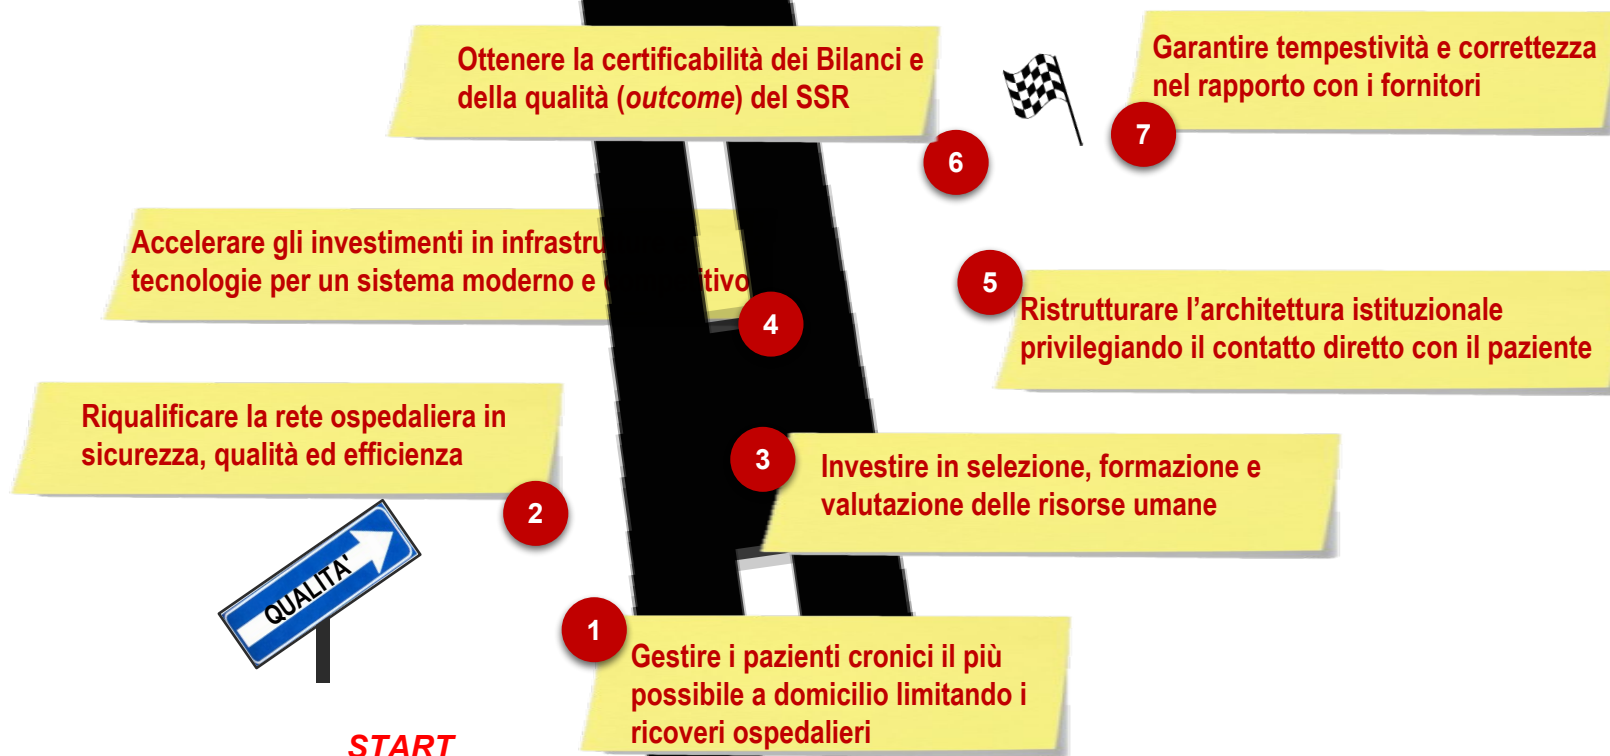 Ottenere la certificabilità dei Bilanci e
della qualità (outcome) del SSR
6
Garantire tempestività e correttezza
nel rapporto con i fornitori
7
Accelerare gli investimenti in
tecnologie per un sistema moderno e
4
5
Ristrutturare l’architettura istituzionale
privilegiando il contatto diretto con il paziente
Riqualificare la rete ospedaliera in
sicurezza, qualità ed efficienza
2
3
Investire in selezione, formazione e
valutazione delle risorse umane
QUALITA'
1
Gestire i pazienti cronici il più
possibile a domicilio limitando i
ricoveri ospedalieri
START